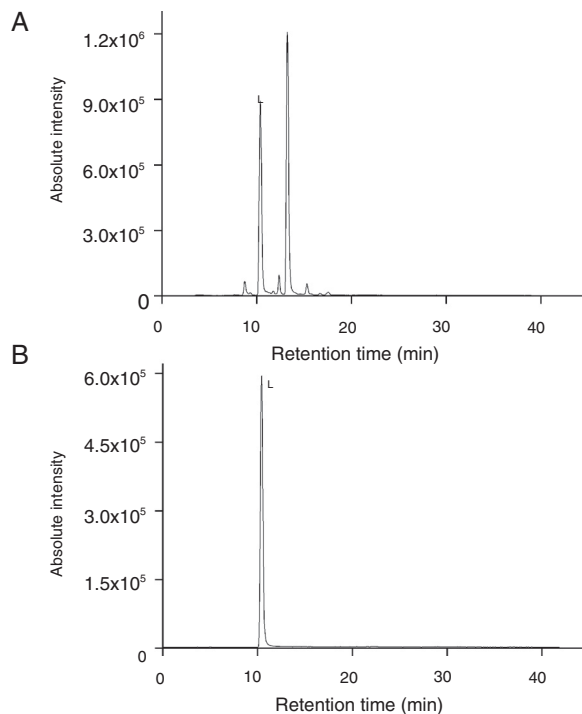 A
Absolute intensity
1.2x10⁶
9.0x10⁵
6.0x10⁵
3.0x10⁵
0
L
0 10 20 30 40
Retention time (min)
B
Absolute intensity
6.0x10⁵
4.5x10⁵
3.0x10⁵
1.5x10⁵
0
L
0 10 20 30 40
Retention time (min)